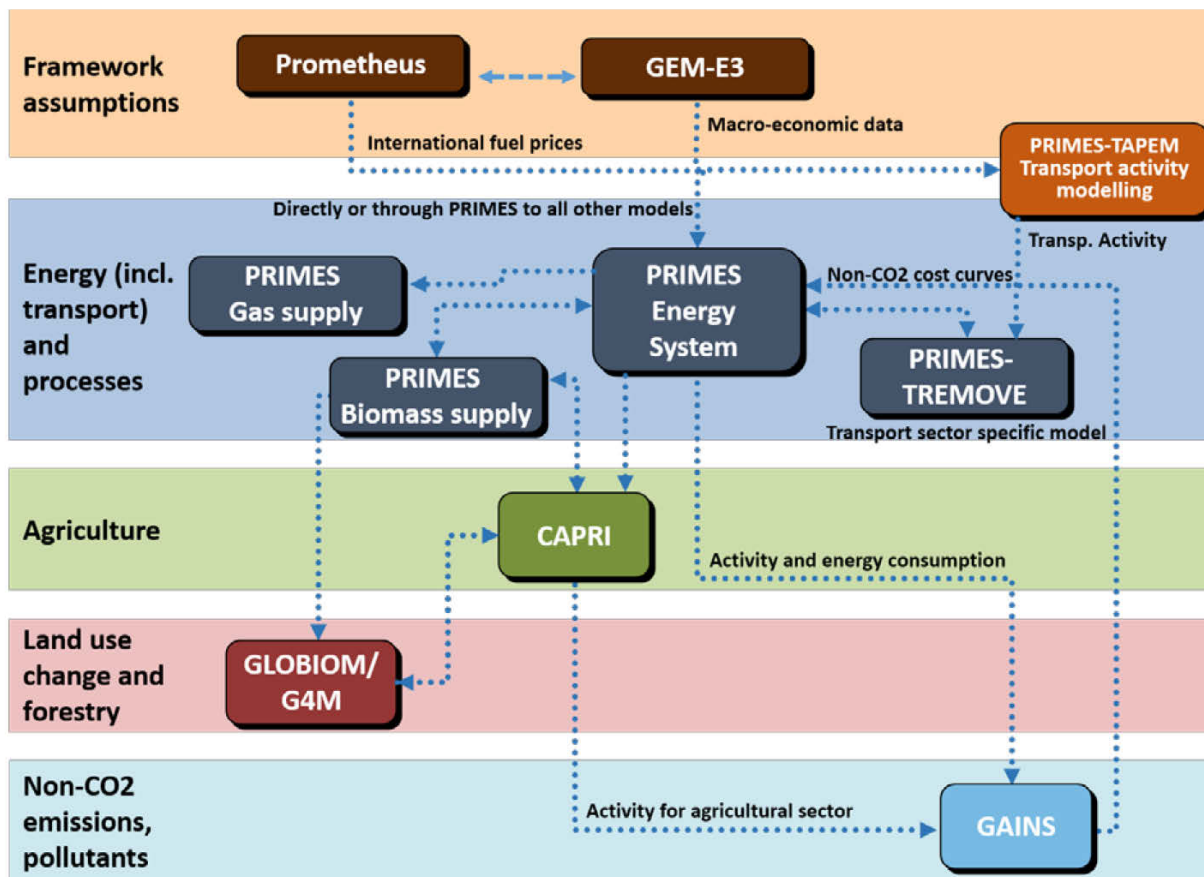 Framework
assumptions
Prometheus
GEM-E3
International fuel prices
Macro-economic data
PRIMES-TAPEM
Transport activity
modelling
Directly or through PRIMES to all other models
Transp. Activity
Energy (incl.
transport)
and
processes
PRIMES
Gas supply
PRIMES
Energy
System
Non-CO2 cost curves
PRIMES
Biomass supply
PRIMES-
TREMOVE
Transport sector specific model
Agriculture
CAPRI
Activity and energy consumption
Land use
change and
forestry
GLOBIOM/
G4M
Non-CO2
emissions,
pollutants
Activity for agricultural sector
GAINS